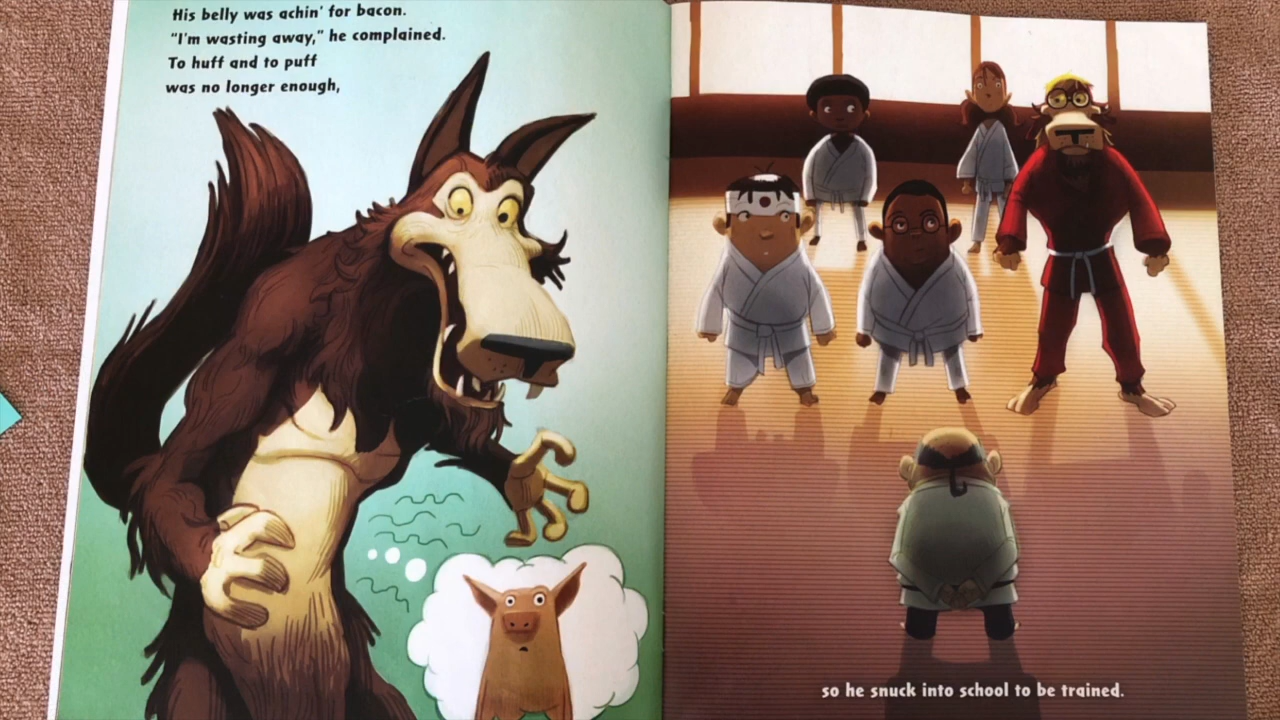 His belly was achin' for bacon.
"I'm wasting away," he complained.
To huff and to puff
was no longer enough,
so he snuck into school to be trained.